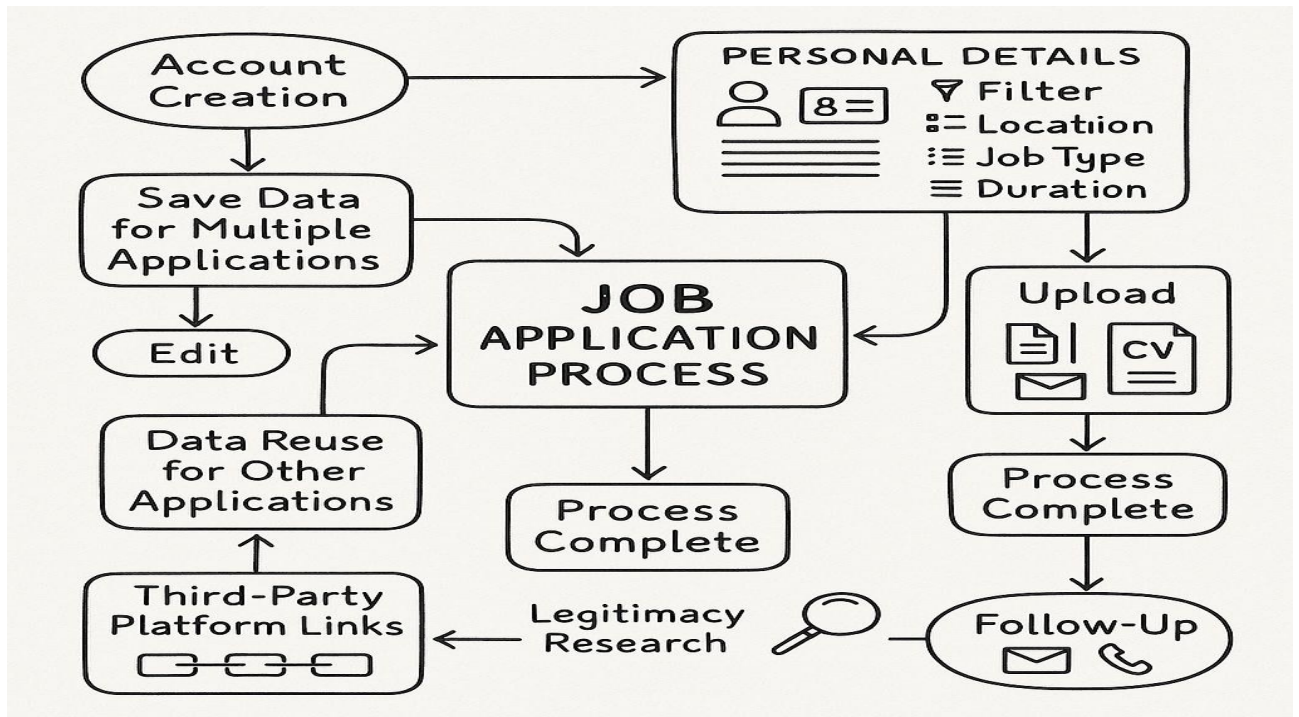 Account
Creation
PERSONAL DETAILS
8
Filter
Locatiion
Job Type
Duration
Save Data
for Multiple
Applications
Upload
CV
JOB
APPLICATION
PROCESS
Edit
Data Reuse
for Other
Applications
Process
Complete
Process
Complete
Third-Party
Platform Links
Legitimacy
Research
Follow-Up